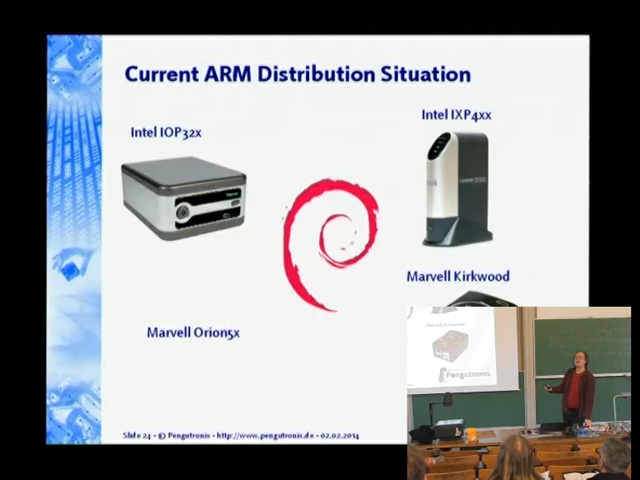 Current ARM Distribution Situation
Intel IOP32x
Intel IXP4xx
Marvell Kirkwood
Marvell Orion5x
Slide 24 - © Pengutronix - http://www.pengutronix.de - 02.02.2014
Marvell Kirkwood
Pengutronix